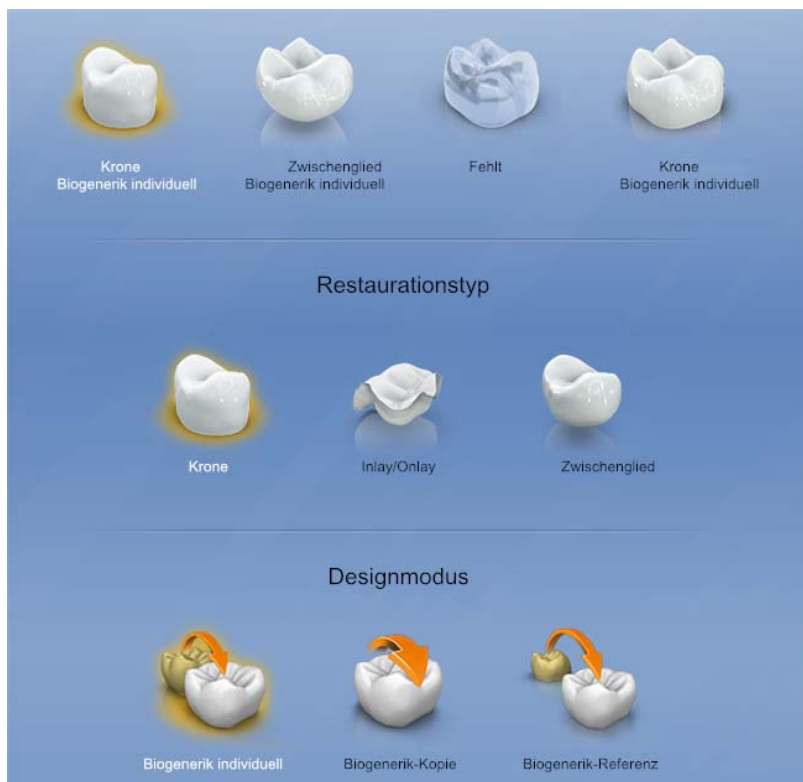 Krone
Biogenerik individuell
Zwischenglied
Biogenerik individuell
Fehlt
Krone
Biogenerik individuell
Restaurationstyp
Krone
Inlay/Onlay
Zwischenglied
Designmodus
Biogenerik individuell
Biogenerik-Kopie
Biogenerik-Referenz